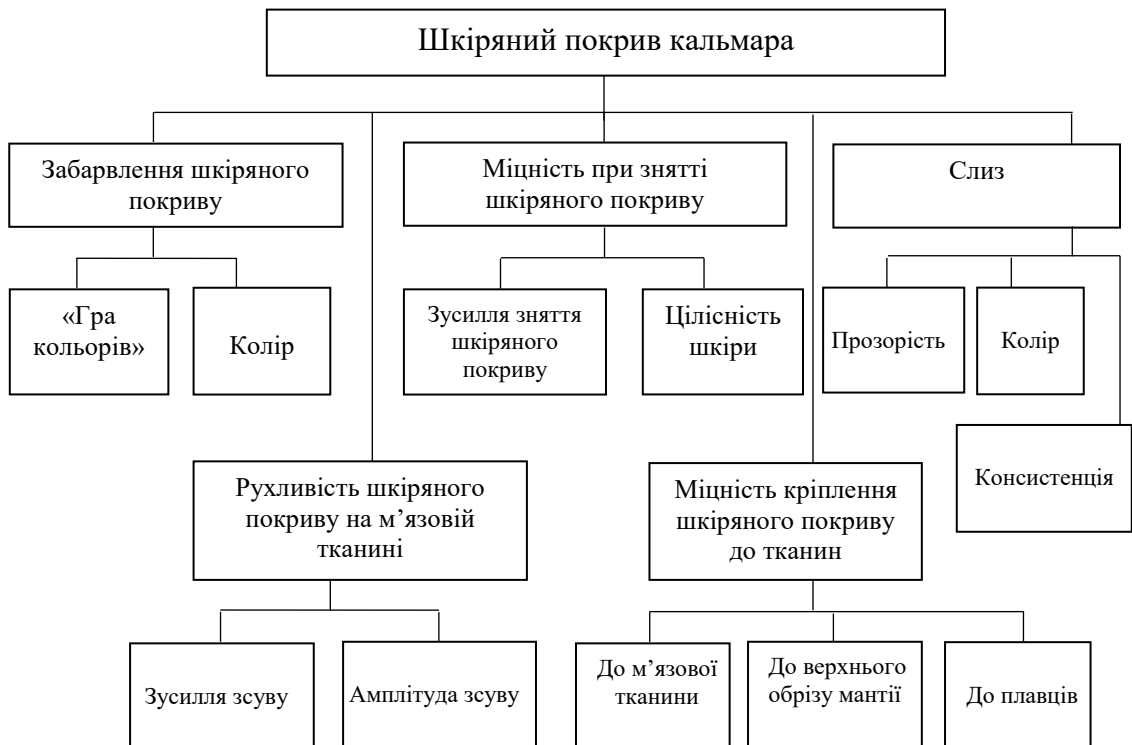 Шкіряний покрив кальмара
Забарвлення шкіряного
покриву
Міцність при знятті
шкіряного покриву
Слиз
«Гра
кольорів»
Колір
Зусилля зняття
шкіряного
покриву
Цілісність
шкіри
Прозорість
Колір
Консистенція
Рухливість шкіряного
покриву на м’язовій
тканині
Міцність кріплення
шкіряного покриву
до тканин
Зусилля зсуву
Амплітуда зсуву
До м’язової
тканини
До верхнього
обрізу мантії
До плавців